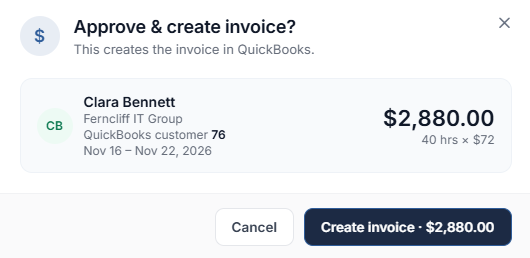 $
Approve & create invoice?
This creates the invoice in QuickBooks.
CB
Clara Bennett
Ferncliff IT Group
QuickBooks customer 76
Nov 16 – Nov 22, 2026
$2,880.00
40 hrs × $72
Cancel
Create invoice · $2,880.00